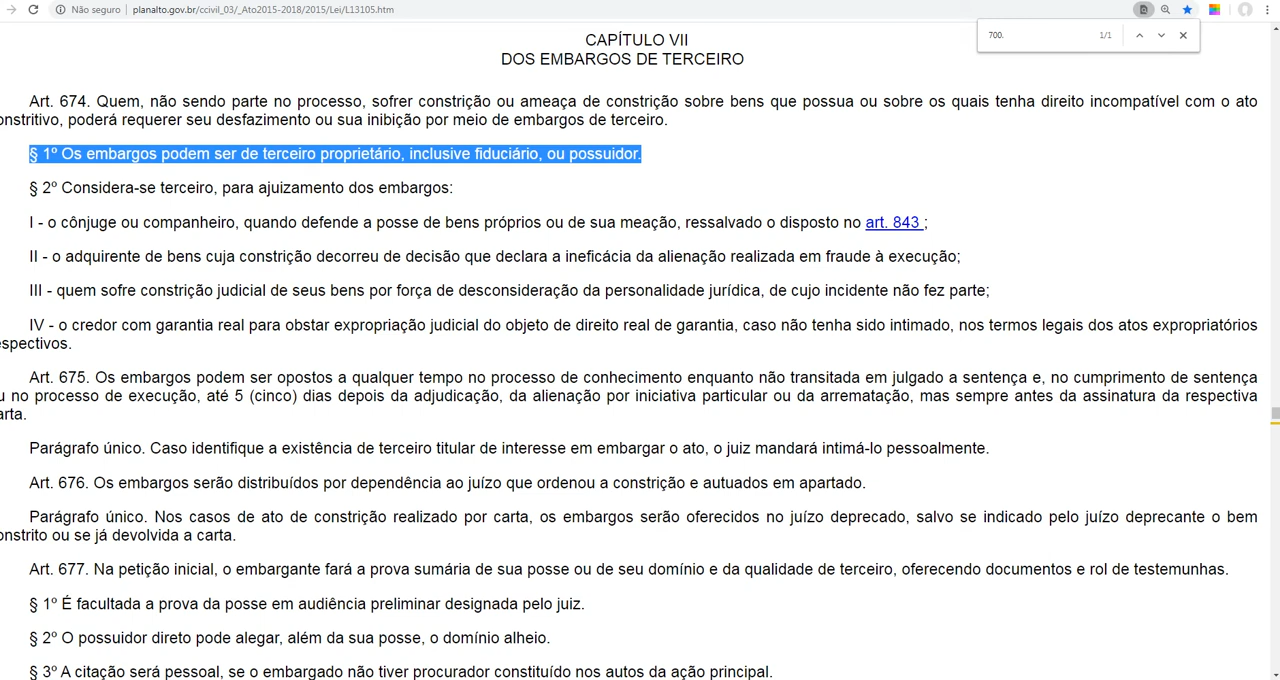 Não seguro
planalto.gov.br/ccivil_03/_Ato2015-2018/2015/Lei/L13105.htm
700.
1/1
CAPÍTULO VII
DOS EMBARGOS DE TERCEIRO
Art. 674. Quem, não sendo parte no processo, sofrer constrição ou ameaça de constrição sobre bens que possua ou sobre os quais tenha direito incompatível com o ato
onstritivo, poderá requerer seu desfazimento ou sua inibição por meio de embargos de terceiro.
§ 1º Os embargos podem ser de terceiro proprietário, inclusive fiduciário, ou possuidor.
§ 2º Considera-se terceiro, para ajuizamento dos embargos:
I - o cônjuge ou companheiro, quando defende a posse de bens próprios ou de sua meação, ressalvado o disposto no art. 843 ;
II - o adquirente de bens cuja constrição decorreu de decisão que declara a ineficácia da alienação realizada em fraude à execução;
III - quem sofre constrição judicial de seus bens por força de desconsideração da personalidade jurídica, de cujo incidente não fez parte;
IV - o credor com garantia real para obstar expropriação judicial do objeto de direito real de garantia, caso não tenha sido intimado, nos termos legais dos atos expropriatórios
espectivos.
Art. 675. Os embargos podem ser opostos a qualquer tempo no processo de conhecimento enquanto não transitada em julgado a sentença e, no cumprimento de sentença
u no processo de execução, até 5 (cinco) dias depois da adjudicação, da alienação por iniciativa particular ou da arrematação, mas sempre antes da assinatura da respectiva
arta.
Parágrafo único. Caso identifique a existência de terceiro titular de interesse em embargar o ato, o juiz mandará intimá-lo pessoalmente.
Art. 676. Os embargos serão distribuídos por dependência ao juízo que ordenou a constrição e autuados em apartado.
Parágrafo único. Nos casos de ato de constrição realizado por carta, os embargos serão oferecidos no juízo deprecado, salvo se indicado pelo juízo deprecante o bem
onstrito ou se já devolvida a carta.
Art. 677. Na petição inicial, o embargante fará a prova sumária de sua posse ou de seu domínio e da qualidade de terceiro, oferecendo documentos e rol de testemunhas.
§ 1º É facultada a prova da posse em audiência preliminar designada pelo juiz.
§ 2º O possuidor direto pode alegar, além da sua posse, o domínio alheio.
§ 3º A citação será pessoal, se o embargado não tiver procurador constituído nos autos da ação principal.